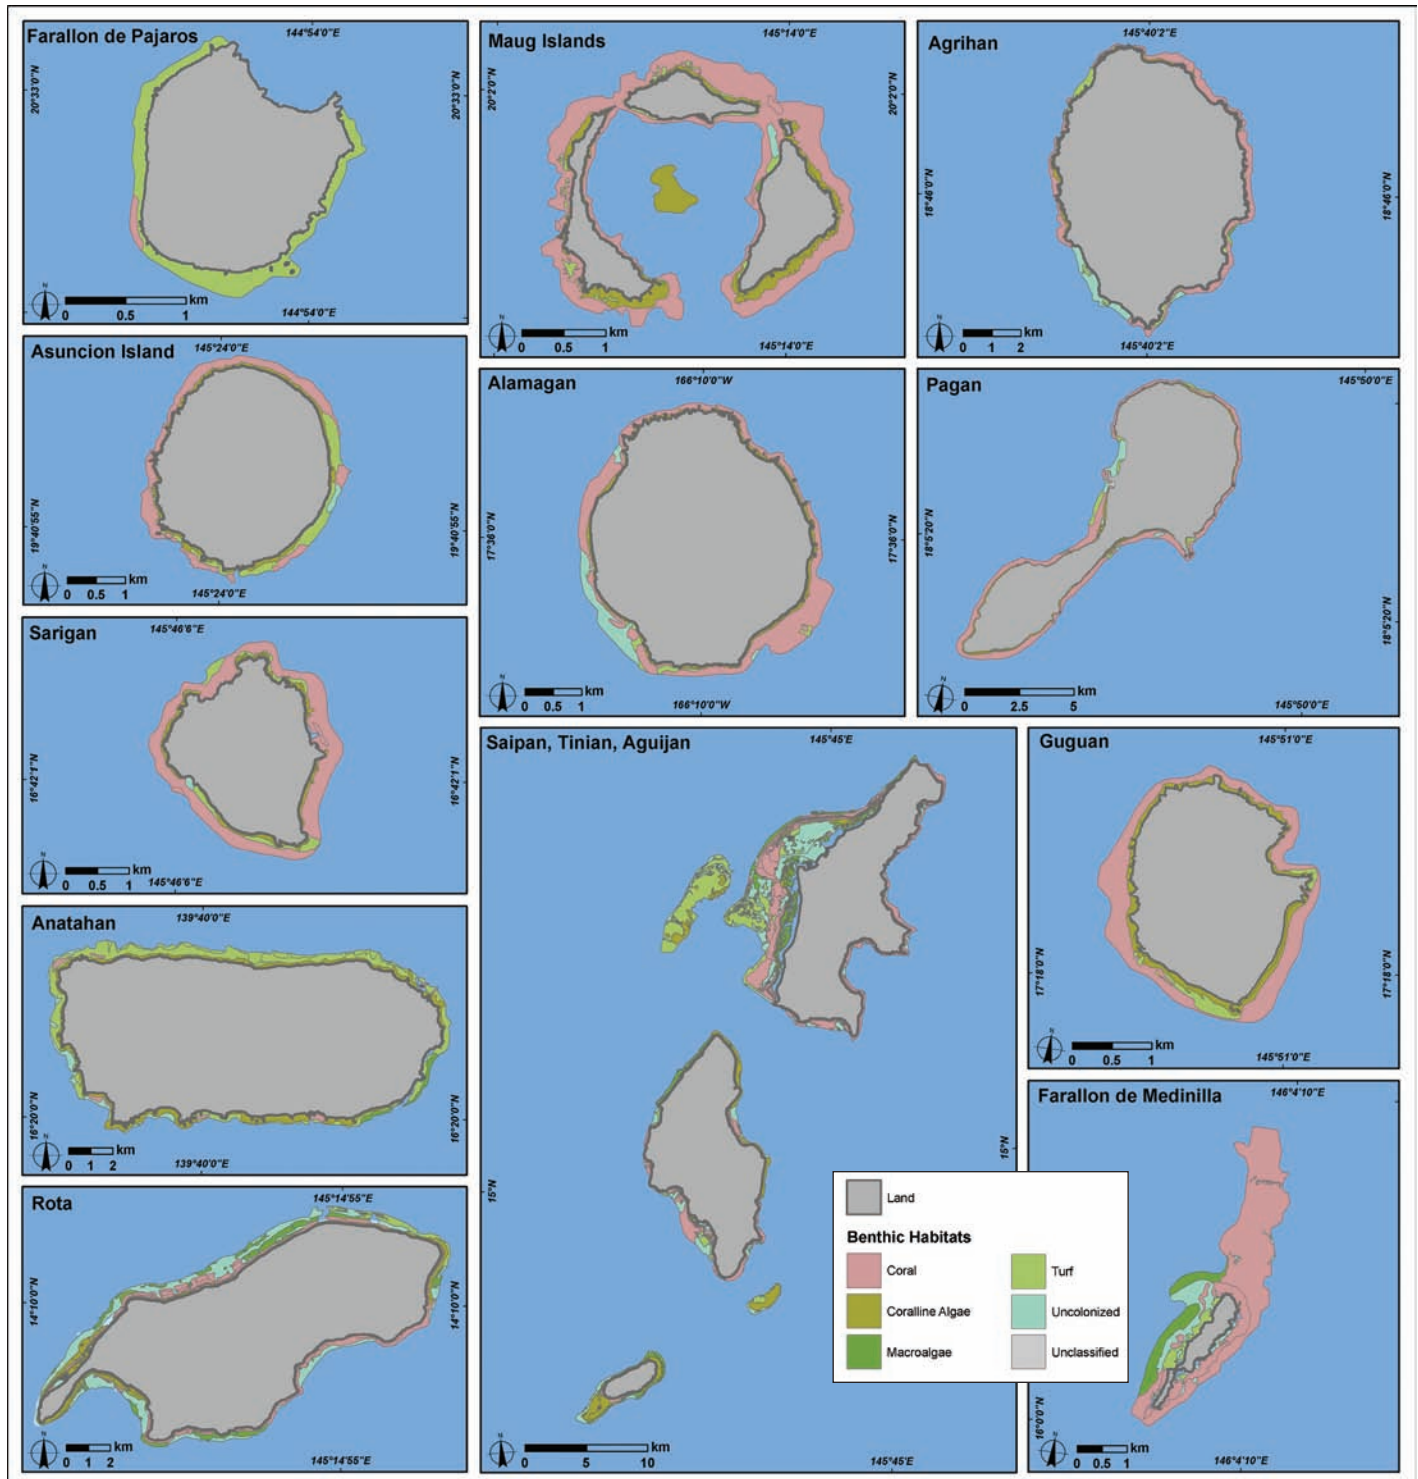 Farallon de Pajaros
144°54'0"E
20°33'0"N
20°33'0"N
N
km
0 0.5 1
144°54'0"E
Maug Islands
145°14'0"E
20°2'0"N
20°2'0"N
N
km
0 0.5 1
145°14'0"E
Agrihan
145°40'2"E
18°46'0"N
18°46'0"N
N
km
0 1 2
145°40'2"E
Asuncion Island
145°24'0"E
19°40'55"N
19°40'55"N
N
km
0 0.5 1
145°24'0"E
Alamagan
166°10'0"W
17°36'0"N
17°36'0"N
N
km
0 0.5 1
166°10'0"W
Pagan
145°50'0"E
18°5'20"N
18°5'20"N
N
km
0 2.5 5
145°50'0"E
Sarigan
145°46'6"E
16°42'1"N
16°42'1"N
N
km
0 0.5 1
145°46'6"E
Saipan, Tinian, Aguijan
145°45'E
15°N
15°N
N
km
0 5 10
145°45'E
Guguan
145°51'0"E
17°18'0"N
17°18'0"N
N
km
0 0.5 1
145°51'0"E
Anatahan
139°40'0"E
16°20'0"N
16°20'0"N
N
km
0 1 2
139°40'0"E
Farallon de Medinilla
146°4'10"E
16°0'0"N
N
km
0 0.5 1
146°4'10"E
Rota
145°14'55"E
14°10'0"N
14°10'0"N
N
km
0 1 2
145°14'55"E
Land
Benthic Habitats
Coral
Coralline Algae
Macroalgae
Turf
Uncolonized
Unclassified